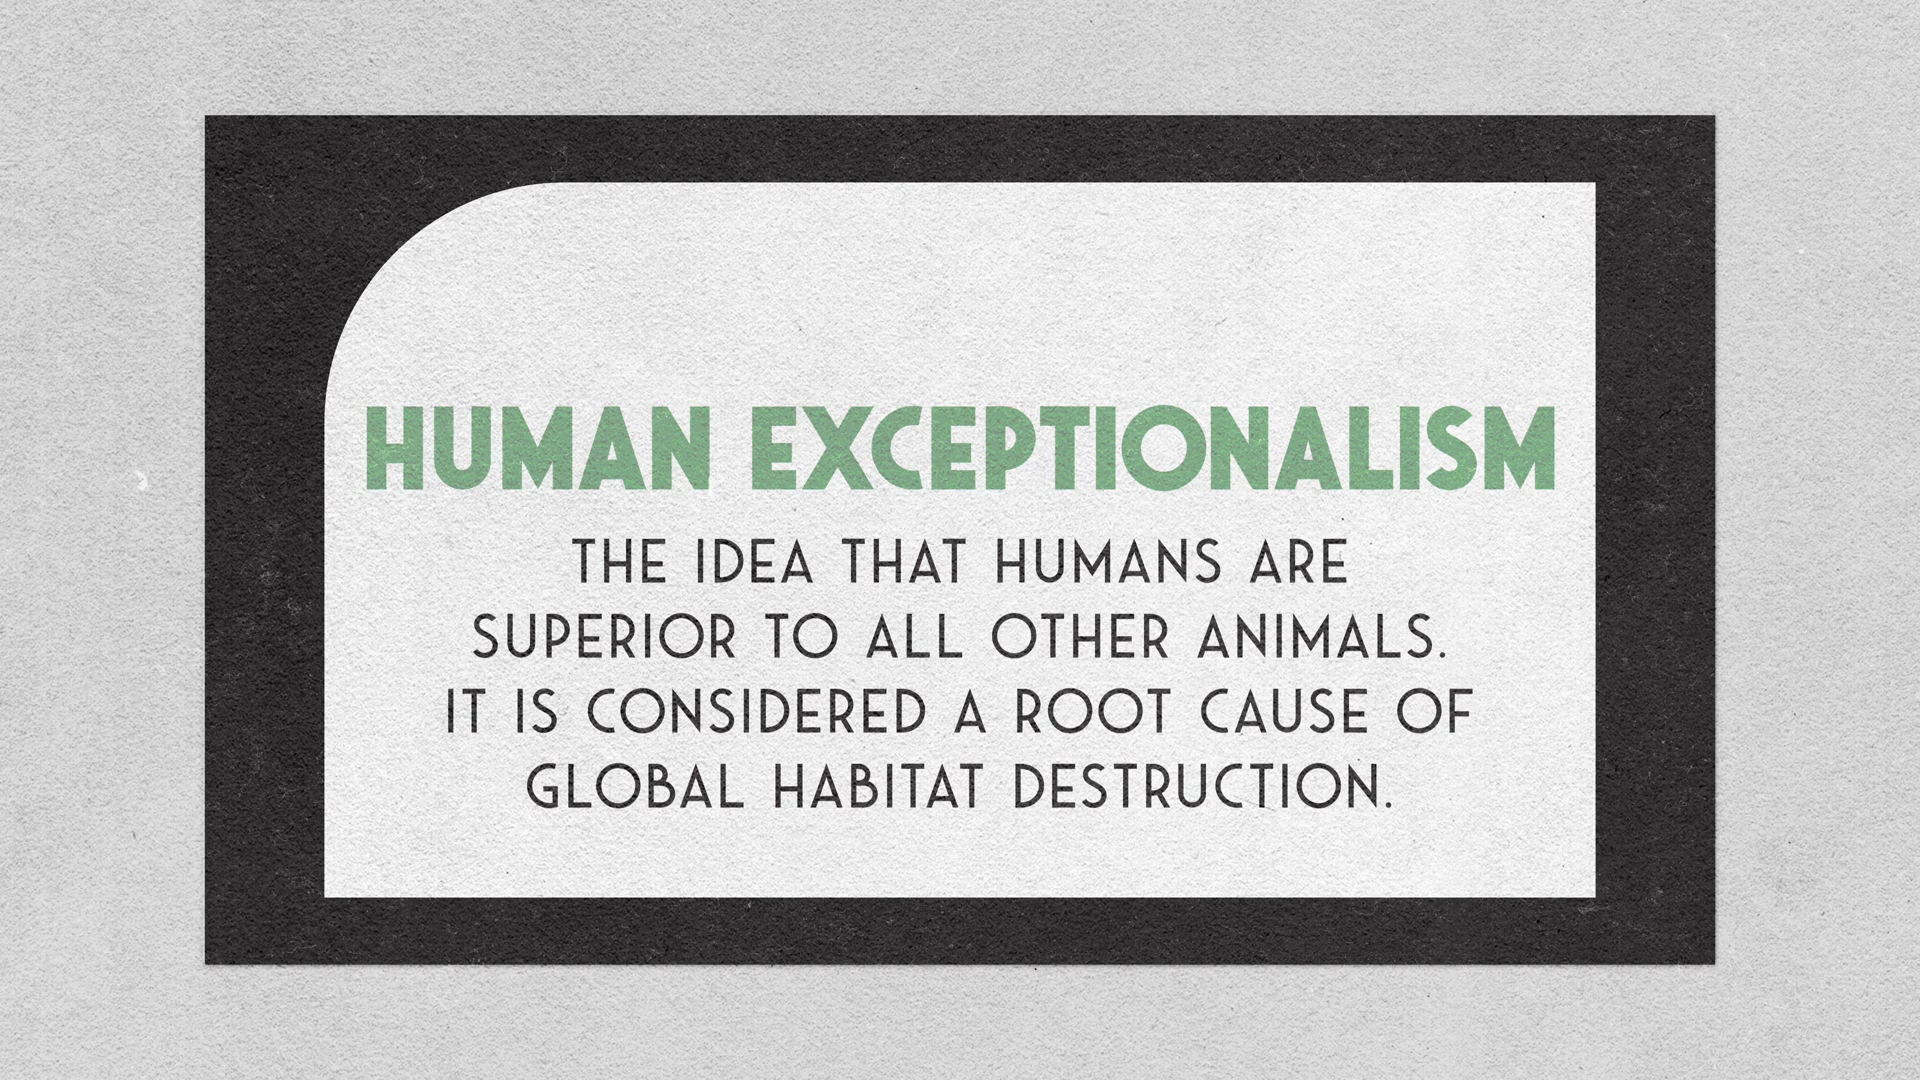 HUMAN EXCEPTIONALISM
THE IDEA THAT HUMANS ARE
SUPERIOR TO ALL OTHER ANIMALS.
IT IS CONSIDERED A ROOT CAUSE OF
GLOBAL HABITAT DESTRUCTION.